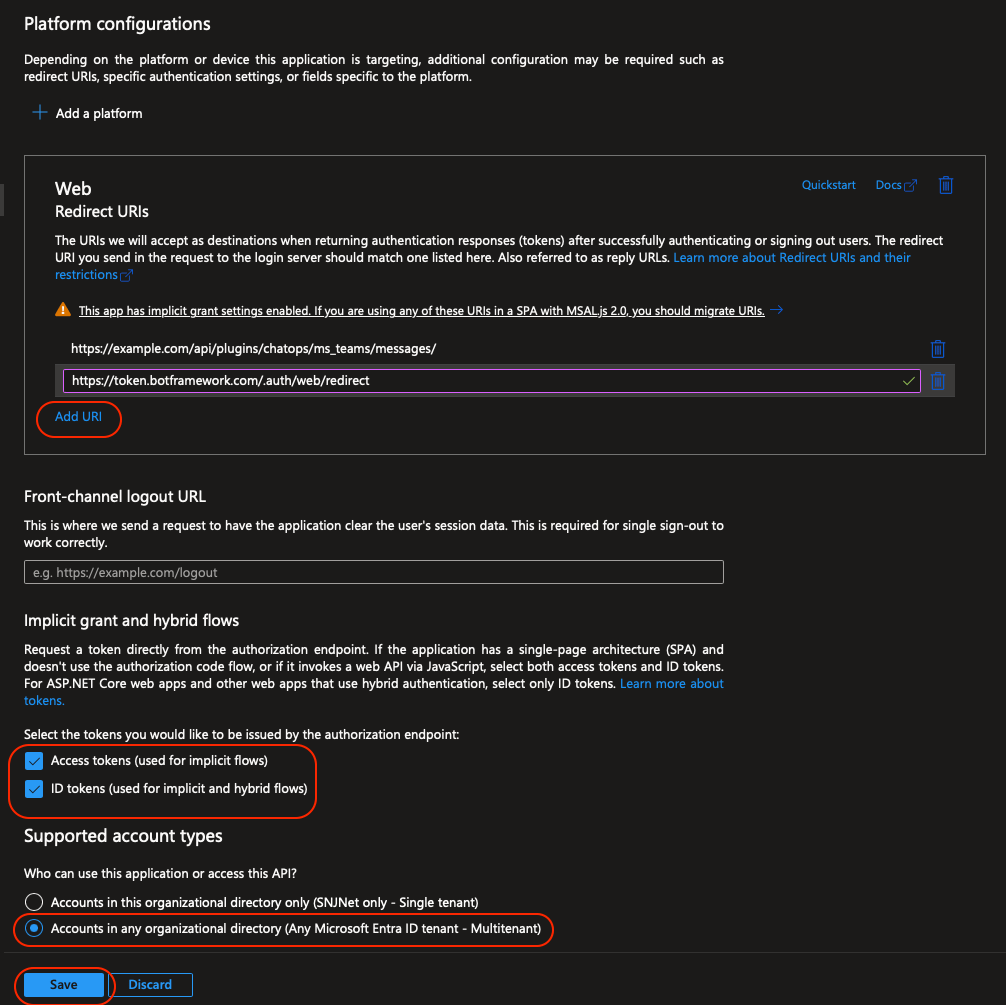 Platform configurations
Depending on the platform or device this application is targeting, additional configuration may be required such as
redirect URIs, specific authentication settings, or fields specific to the platform.
Add a platform
Web
Quickstart
Docs
Redirect URIs
The URIs we will accept as destinations when returning authentication responses (tokens) after successfully authenticating or signing out users. The redirect
URI you send in the request to the login server should match one listed here. Also referred to as reply URLs. Learn more about Redirect URIs and their
restrictions
This app has implicit grant settings enabled. If you are using any of these URIs in a SPA with MSAL.js 2.0, you should migrate URIs.
https://example.com/api/plugins/chatops/ms_teams/messages/
https://token.botframework.com/.auth/web/redirect
Add URI
Front-channel logout URL
This is where we send a request to have the application clear the user's session data. This is required for single sign-out to
work correctly.
e.g. https://example.com/logout
Implicit grant and hybrid flows
Request a token directly from the authorization endpoint. If the application has a single-page architecture (SPA) and
doesn't use the authorization code flow, or if it invokes a web API via JavaScript, select both access tokens and ID tokens.
For ASP.NET Core web apps and other web apps that use hybrid authentication, select only ID tokens. Learn more about
tokens.
Select the tokens you would like to be issued by the authorization endpoint:
Access tokens (used for implicit flows)
ID tokens (used for implicit and hybrid flows)
Supported account types
Who can use this application or access this API?
Accounts in this organizational directory only (SNJNet only - Single tenant)
Accounts in any organizational directory (Any Microsoft Entra ID tenant - Multitenant)
Save
Discard